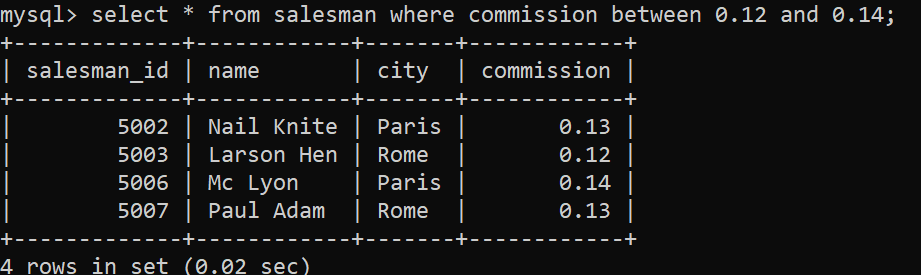 mysql> select * from salesman where commission between 0.12 and 0.14;
+-------------+------------+-------+------------+
| salesman_id | name       | city  | commission |
+-------------+------------+-------+------------+
|        5002 | Nail Knite | Paris |       0.13 |
|        5003 | Larson Hen | Rome  |       0.12 |
|        5006 | Mc Lyon    | Paris |       0.14 |
|        5007 | Paul Adam  | Rome  |       0.13 |
+-------------+------------+-------+------------+
4 rows in set (0.02 sec)